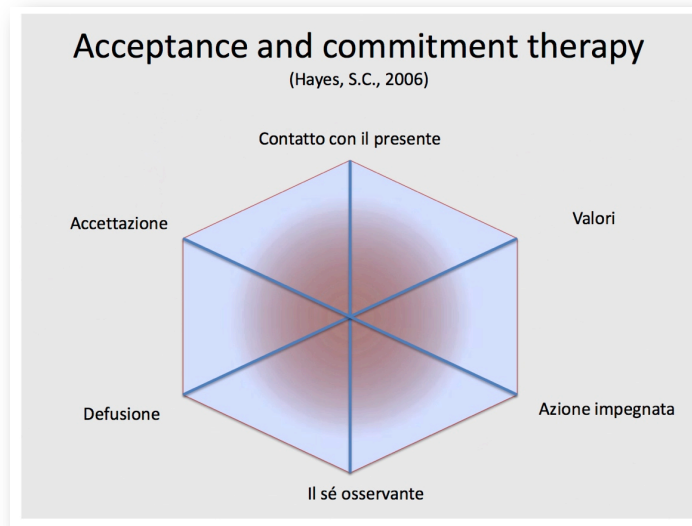 Acceptance and commitment therapy
(Hayes, S.C., 2006)
Contatto con il presente
Accettazione
Valori
Defusione
Azione impegnata
Il sé osservante